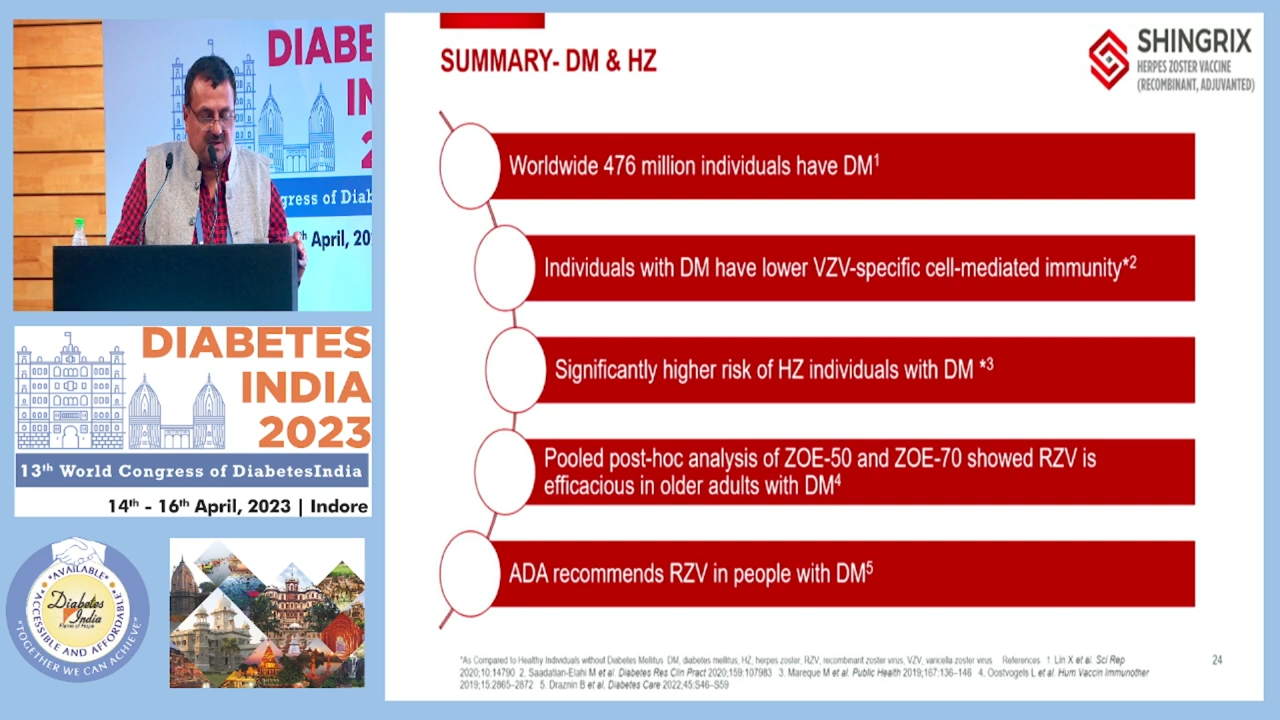 DIABE
IN
2
gress of Diab
th April, 20
DIABETES
INDIA
2023
13th World Congress of DiabetesIndia
14th - 16th April, 2023 | Indore
"AVAILABLE"
"ACCESSIBLE AND AFFORDABLE"
Diabetes
India
Flame of Hope
"TOGETHER WE CAN ACHIEVE"
SUMMARY- DM & HZ
SHINGRIX
HERPES ZOSTER VACCINE
(RECOMBINANT, ADJUVANTED)
Worldwide 476 million individuals have DM1
Individuals with DM have lower VZV-specific cell-mediated immunity*2
Significantly higher risk of HZ individuals with DM *3
Pooled post-hoc analysis of ZOE-50 and ZOE-70 showed RZV is
efficacious in older adults with DM4
ADA recommends RZV in people with DM5
*As Compared to Healthy Individuals without Diabetes Mellitus DM, diabetes mellitus, HZ, herpes zoster, RZV, recombinant zoster virus, VZV, varicella zoster virus References 1. Lin X et al. Sci Rep
2020;10:14790 2. Saadatian-Elahi M et al. Diabetes Res Clin Pract 2020;159:107983 3. Mareque M et al. Public Health 2019;167:136–146 4. Oostvogels L et al. Hum Vaccin Immunother
2019;15:2865–2872 5. Draznin B et al. Diabetes Care 2022;45:S46–S59
24